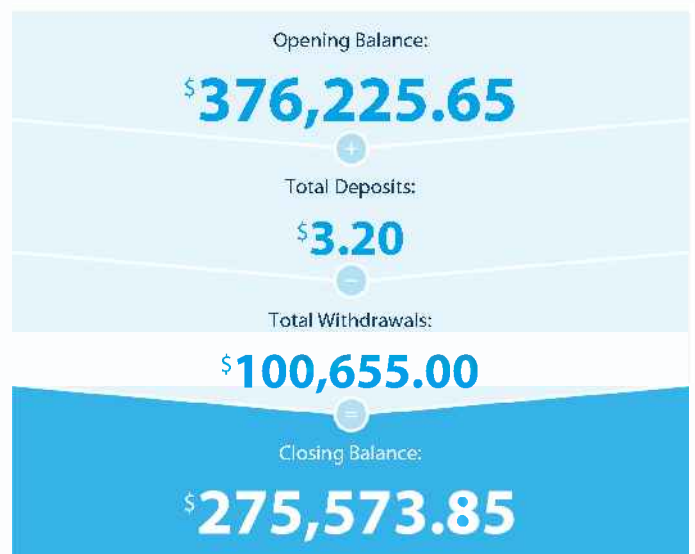 Opening Balance:
$376,225.65
+
Total Deposits:
$3.20
−
Total Withdrawals:
$100,655.00
=
Closing Balance:
$275,573.85